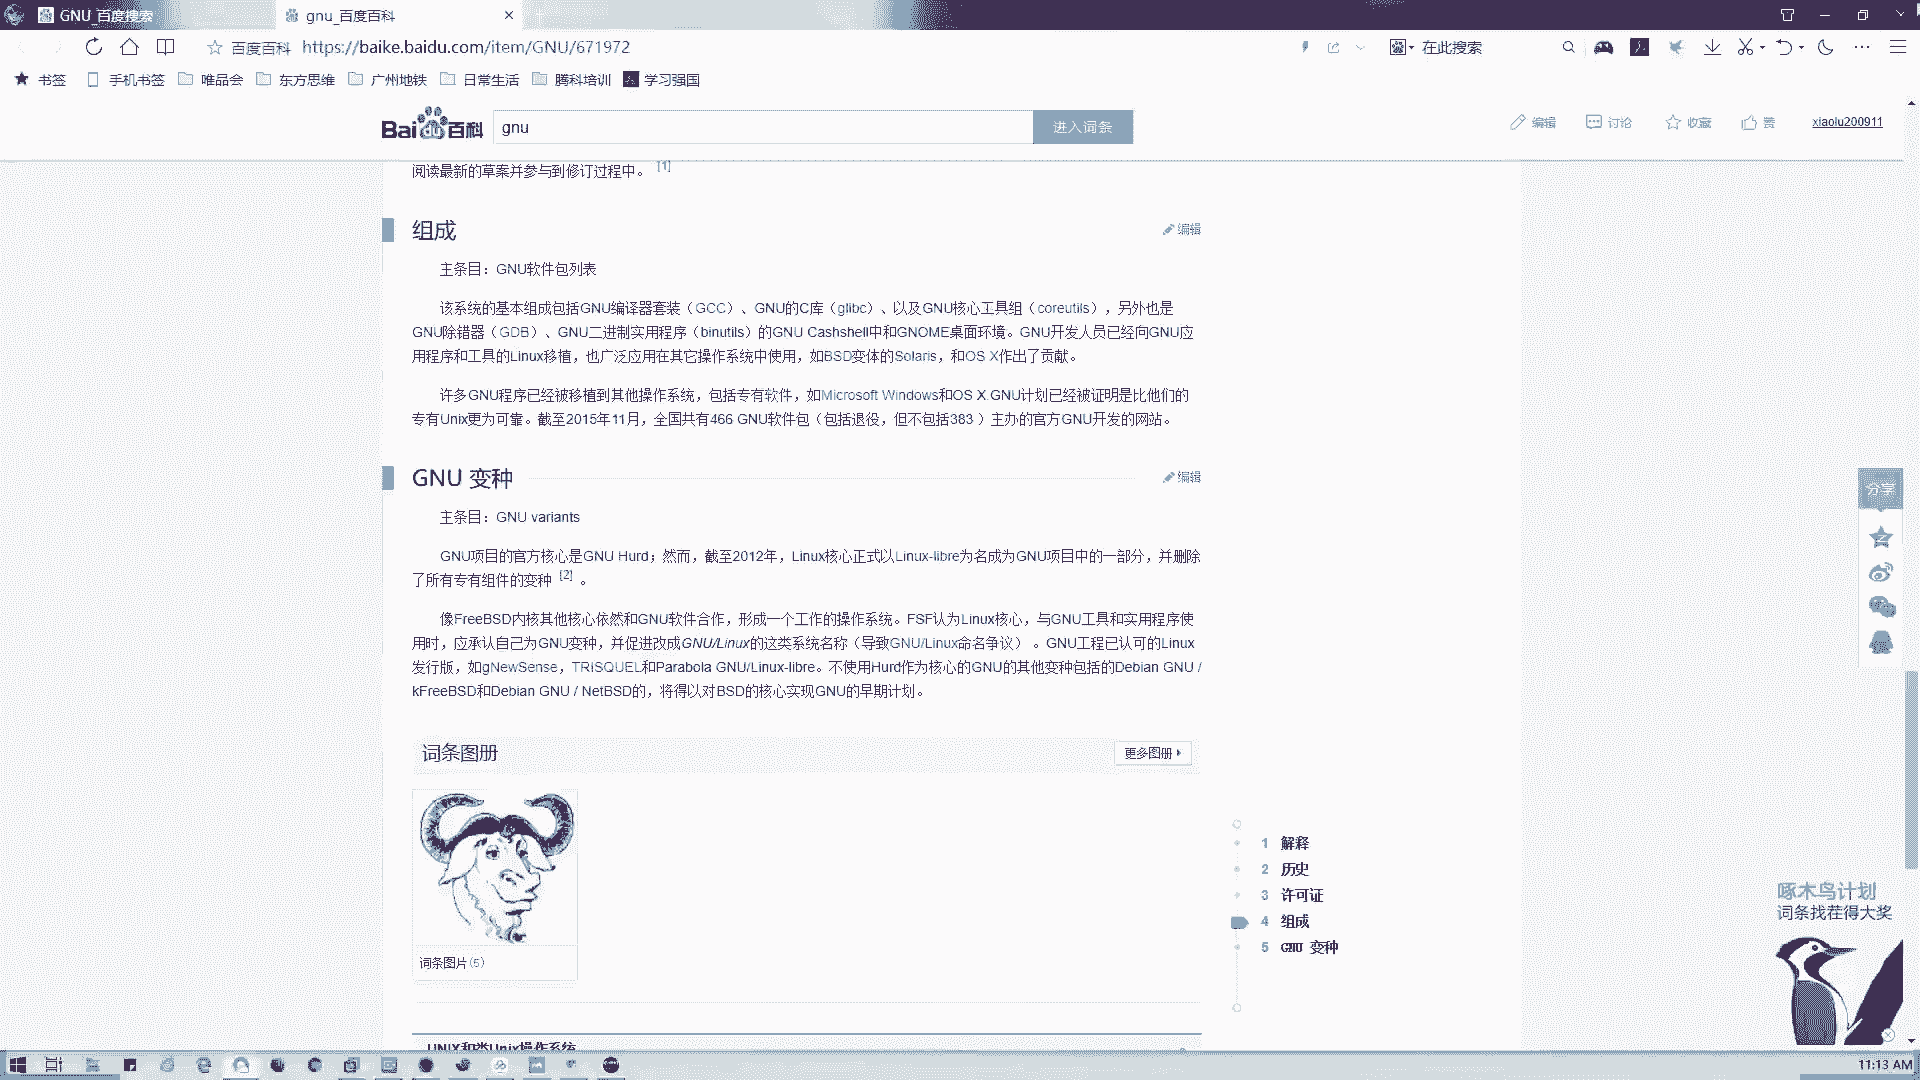 GNU_百度搜索
gnu_百度百科
百度百科 https://baike.baidu.com/item/GNU/671972
在此搜索
书签 手机书签 唯品会 东方思维 广州地铁 日常生活 腾科培训 学习强国
Bai du 百科
gnu
进入词条
编辑 讨论 收藏 赞 xiaolu200911
阅读最新的草案并参与到修订过程中。 [1]
组成
编辑
主条目：GNU软件包列表
该系统的基本组成包括GNU编译器套装（GCC）、GNU的C库（glibc）、以及GNU核心工具组（coreutils），另外也是
GNU除错器（GDB）、GNU二进制实用程序（binutils）的GNU Cashshell中和GNOME桌面环境。GNU开发人员已经向GNU应
用程序和工具的Linux移植，也广泛应用在其它操作系统中使用，如BSD变体的Solaris，和OS X作出了贡献。
许多GNU程序已经被移植到其他操作系统，包括专有软件，如Microsoft Windows和OS X.GNU计划已经被证明是比他们的
专有Unix更为可靠。截至2015年11月，全国共有466 GNU软件包（包括退役，但不包括383 ）主办的官方GNU开发的网站。
GNU 变种
编辑
主条目：GNU variants
GNU项目的官方核心是GNU Hurd；然而，截至2012年，Linux核心正式以Linux-libre为名成为GNU项目中的一部分，并删除
了所有专有组件的变种 [2] 。
像FreeBSD内核其他核心依然和GNU软件合作，形成一个工作的操作系统。FSF认为Linux核心，与GNU工具和实用程序使
用时，应承认自己为GNU变种，并促进改成GNU/Linux的这类系统名称（导致GNU/Linux命名争议） 。GNU工程已认可的Linux
发行版，如gNewSense，TRISQUEL和Parabola GNU/Linux-libre。不使用Hurd作为核心的GNU的其他变种包括的Debian GNU /
kFreeBSD和Debian GNU / NetBSD的，将得以对BSD的核心实现GNU的早期计划。
词条图册
更多图册
词条图片(5)
1 解释
2 历史
3 许可证
4 组成
5 GNU 变种
分享
啄木鸟计划
词条找茬得大奖
UNIX和类Unix操作系统
11:13 AM